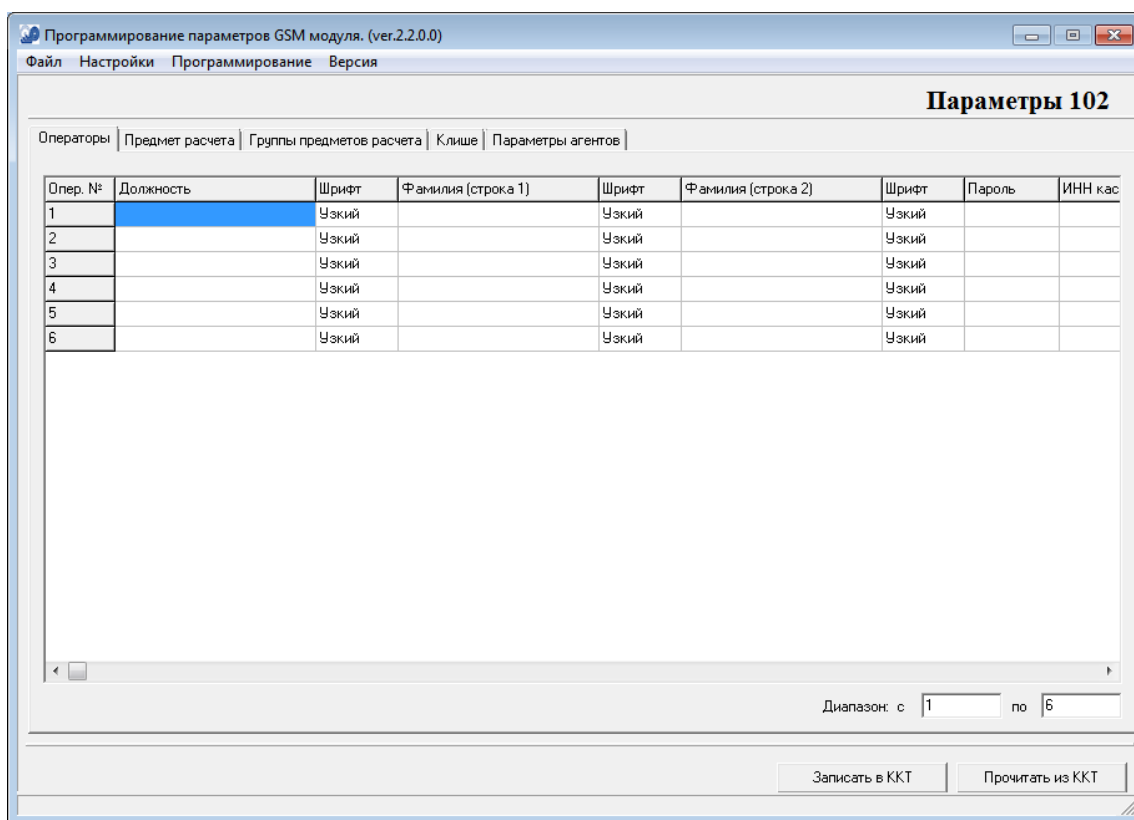 Программирование параметров GSM модуля. (ver.2.2.0.0)
Файл Настройки Программирование Версия
Параметры 102
Операторы Предмет расчета Группы предметов расчета Клише Параметры агентов
Опер. № Должность Шрифт Фамилия (строка 1) Шрифт Фамилия (строка 2) Шрифт Пароль ИНН кас
1 Узкий Узкий Узкий
2 Узкий Узкий Узкий
3 Узкий Узкий Узкий
4 Узкий Узкий Узкий
5 Узкий Узкий Узкий
6 Узкий Узкий Узкий
Диапазон: с 1 по 6
Записать в ККТ Прочитать из ККТ